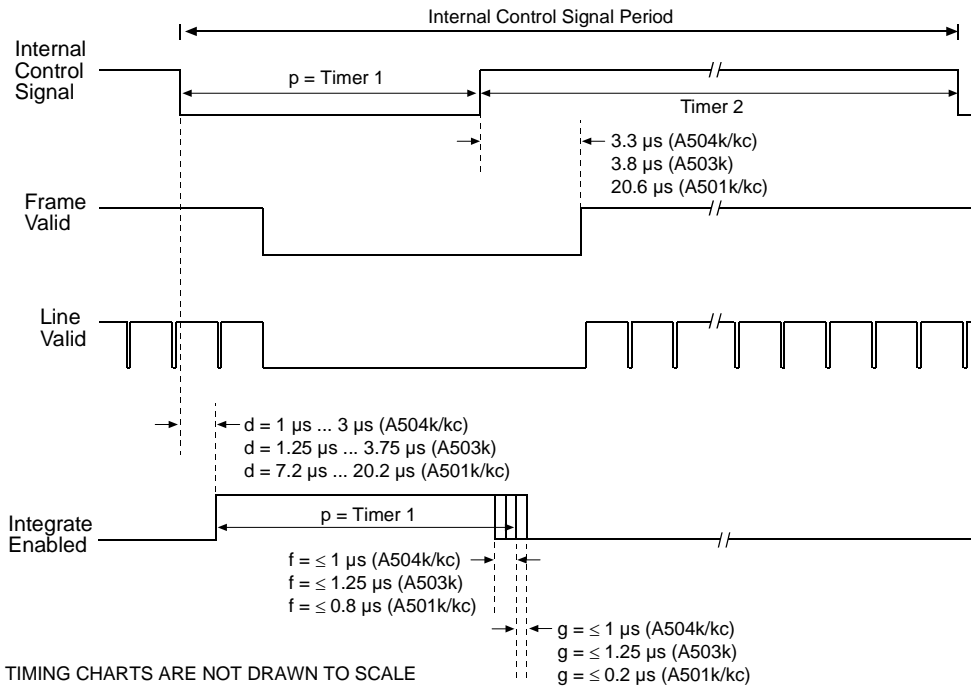 Internal Control Signal Period
Internal
Control
Signal
p = Timer 1
Timer 2
3.3 µs (A504k/kc)
3.8 µs (A503k)
20.6 µs (A501k/kc)
Frame
Valid
Line
Valid
d = 1 µs ... 3 µs (A504k/kc)
d = 1.25 µs ... 3.75 µs (A503k)
d = 7.2 µs ... 20.2 µs (A501k/kc)
Integrate
Enabled
p = Timer 1
f = ≤ 1 µs (A504k/kc)
f = ≤ 1.25 µs (A503k)
f = ≤ 0.8 µs (A501k/kc)
g = ≤ 1 µs (A504k/kc)
g = ≤ 1.25 µs (A503k)
g = ≤ 0.2 µs (A501k/kc)
TIMING CHARTS ARE NOT DRAWN TO SCALE